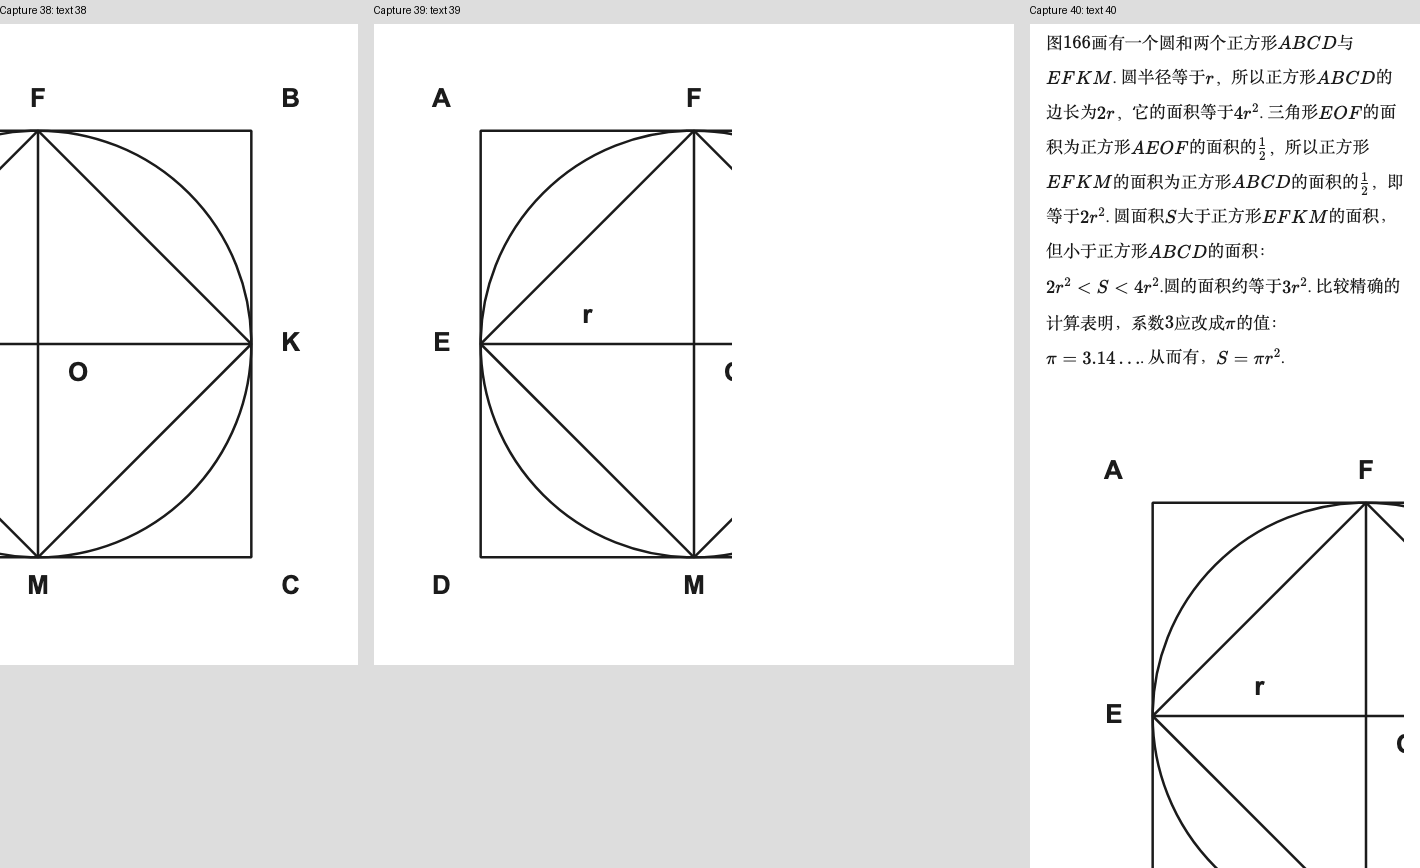 Capture 38: text 38
F
B
K
O
M
C
Capture 39: text 39
A
F
r
E
D
M
Capture 40: text 40
图166画有一个圆和两个正方形ABCD与
EFKM. 圆半径等于r，所以正方形ABCD的
边长为2r，它的面积等于4r². 三角形EOF的面
积为正方形AEOF的面积的1/2，所以正方形
EFKM的面积为正方形ABCD的面积的1/2，即
等于2r². 圆面积S大于正方形EFKM的面积，
但小于正方形ABCD的面积：
2r² < S < 4r².圆的面积约等于3r². 比较精确的
计算表明，系数3应改成π的值：
π = 3.14…. 从而有，S = πr².
A
F
r
E